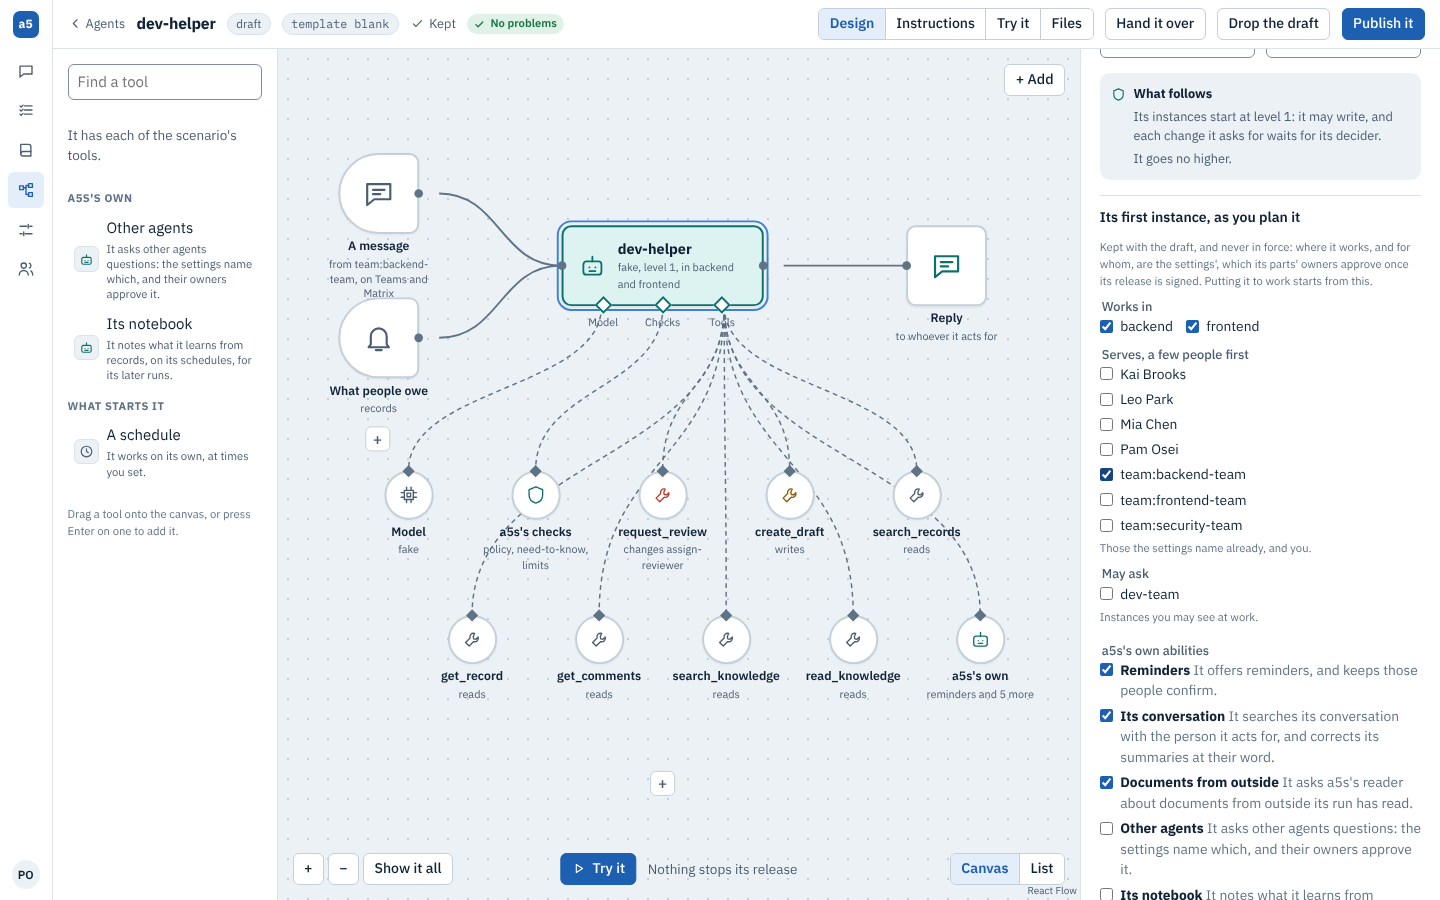 a5
Agents
dev-helper
draft
template blank
Kept
No problems
Design
Instructions
Try it
Files
Hand it over
Drop the draft
Publish it
Find a tool
It has each of the scenario's
tools.
A5S'S OWN
Other agents
It asks other agents
questions: the settings name
which, and their owners
approve it.
Its notebook
It notes what it learns from
records, on its schedules, for
its later runs.
WHAT STARTS IT
A schedule
It works on its own, at times
you set.
Drag a tool onto the canvas, or press
Enter on one to add it.
PO
+ Add
A message
from team:backend-
team, on Teams and
Matrix
What people owe
records
+
dev-helper
fake, level 1, in backend
and frontend
Model
Checks
Tools
Reply
to whoever it acts for
Model
fake
a5s's checks
policy, need-to-know,
limits
request_review
changes assign-
reviewer
create_draft
writes
search_records
reads
get_record
reads
get_comments
reads
search_knowledge
reads
read_knowledge
reads
a5s's own
reminders and 5 more
+
+
−
Show it all
Try it
Nothing stops its release
Canvas
List
React Flow
What follows
Its instances start at level 1: it may write, and
each change it asks for waits for its decider.
It goes no higher.
Its first instance, as you plan it
Kept with the draft, and never in force: where it works, and for
whom, are the settings', which its parts' owners approve once
its release is signed. Putting it to work starts from this.
Works in
backend
frontend
Serves, a few people first
Kai Brooks
Leo Park
Mia Chen
Pam Osei
team:backend-team
team:frontend-team
team:security-team
Those the settings name already, and you.
May ask
dev-team
Instances you may see at work.
a5s's own abilities
Reminders It offers reminders, and keeps those
people confirm.
Its conversation It searches its conversation
with the person it acts for, and corrects its
summaries at their word.
Documents from outside It asks a5s's reader
about documents from outside its run has read.
Other agents It asks other agents questions: the
settings name which, and their owners approve
it.
Its notebook It notes what it learns from